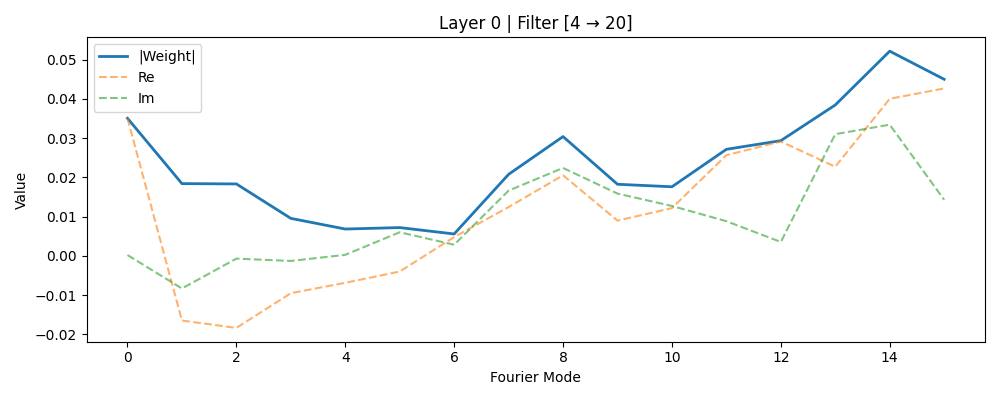 Layer 0 | Filter [4 → 20]
|Weight|
Re
Im
0.05
0.04
0.03
0.02
0.01
0.00
−0.01
−0.02
Value
0 2 4 6 8 10 12 14
Fourier Mode